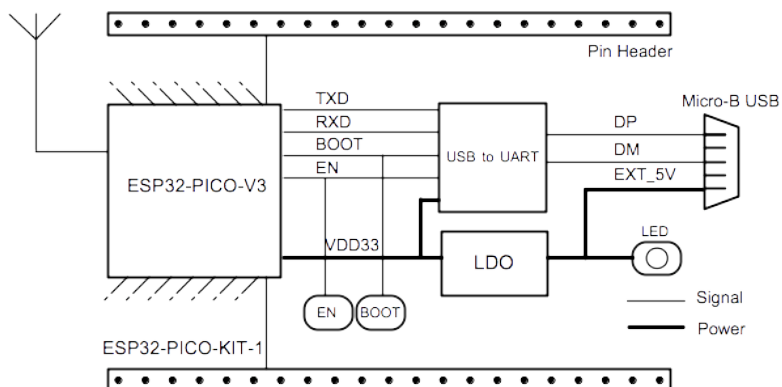 Pin Header
Micro-B USB
TXD
RXD
BOOT
EN
DP
DM
EXT_5V
USB to UART
ESP32-PICO-V3
VDD33
LDO
LED
EN
BOOT
Signal
Power
ESP32-PICO-KIT-1